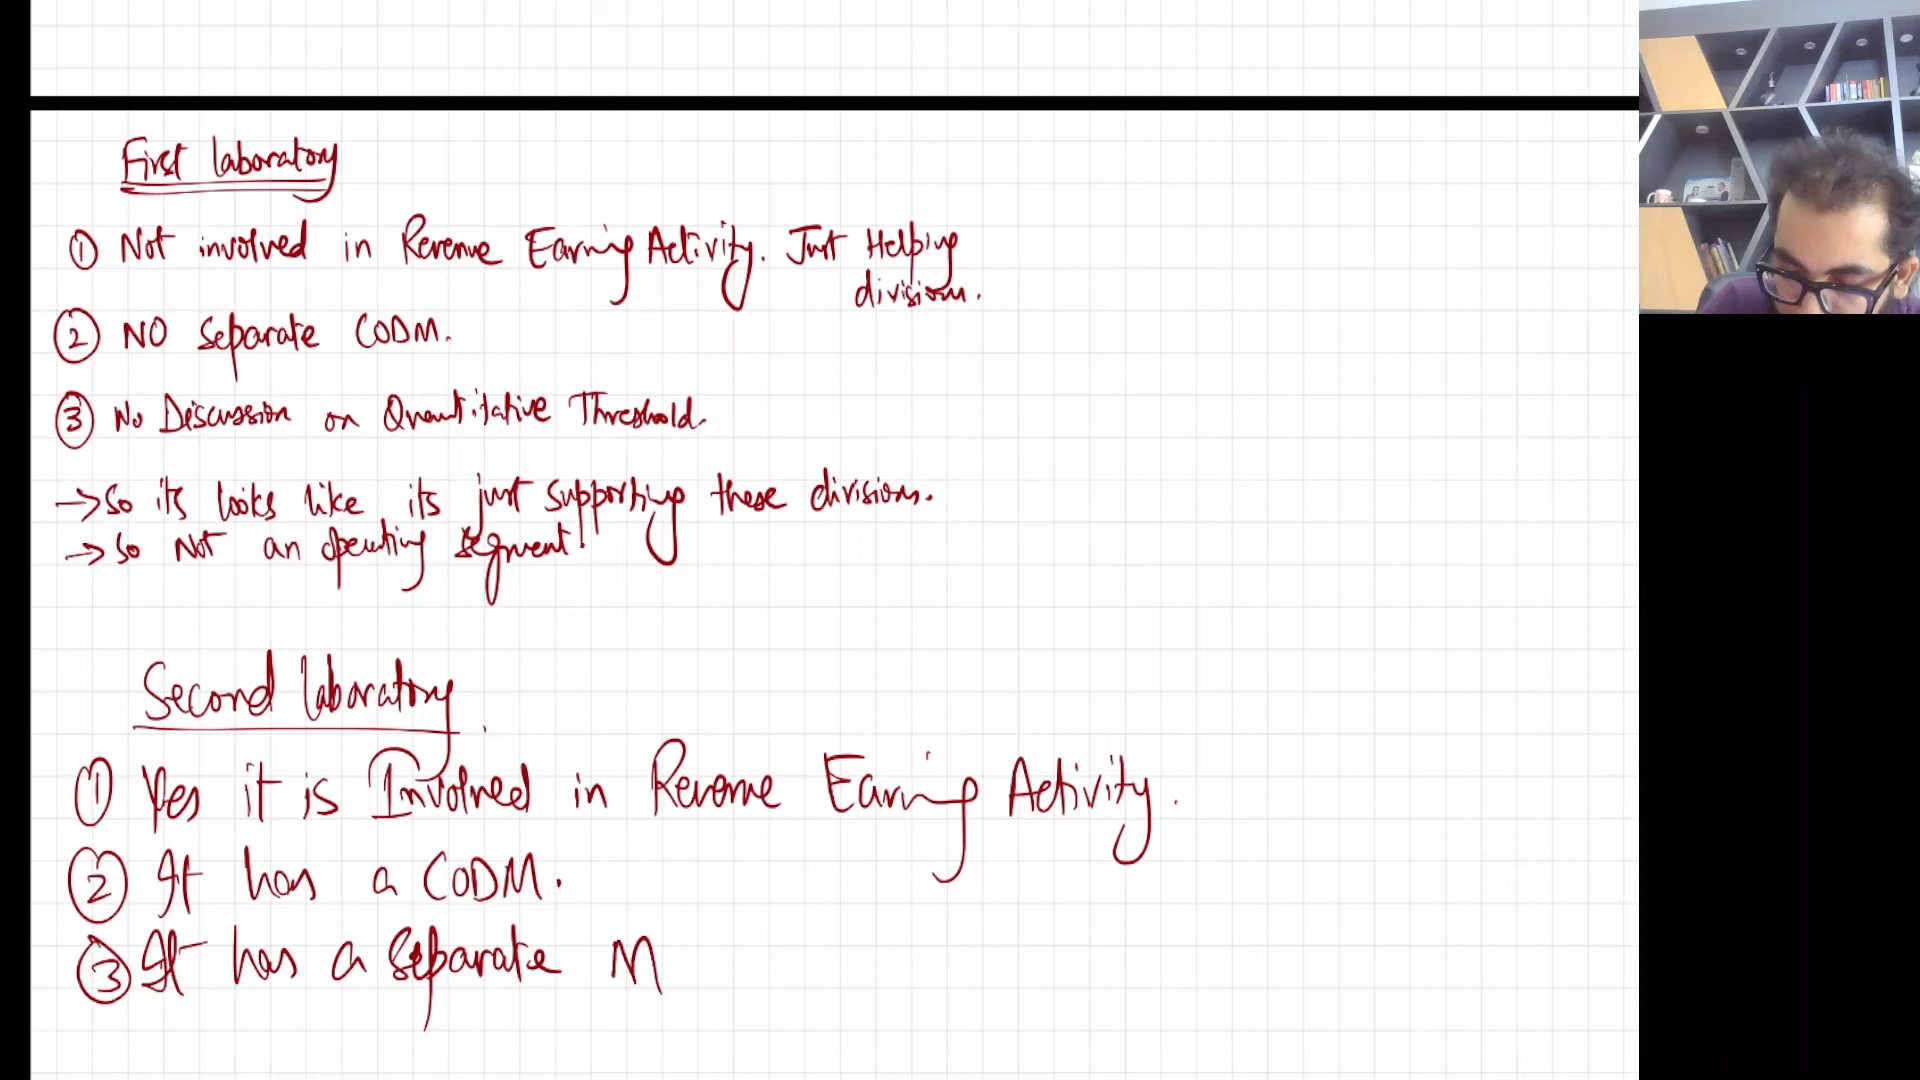 First laboratory
① Not involved in Revenue Earning Activity. Just Helping
divisions.
② NO Separate CODM.
③ No Discussion on Quantitative Threshold.
→ So its looks like its just supporting these divisions.
→ So Not an operating segment!
Second laboratory
① Yes it is Involved in Revenue Earning Activity.
② It has a CODM.
③ It has a Separate M